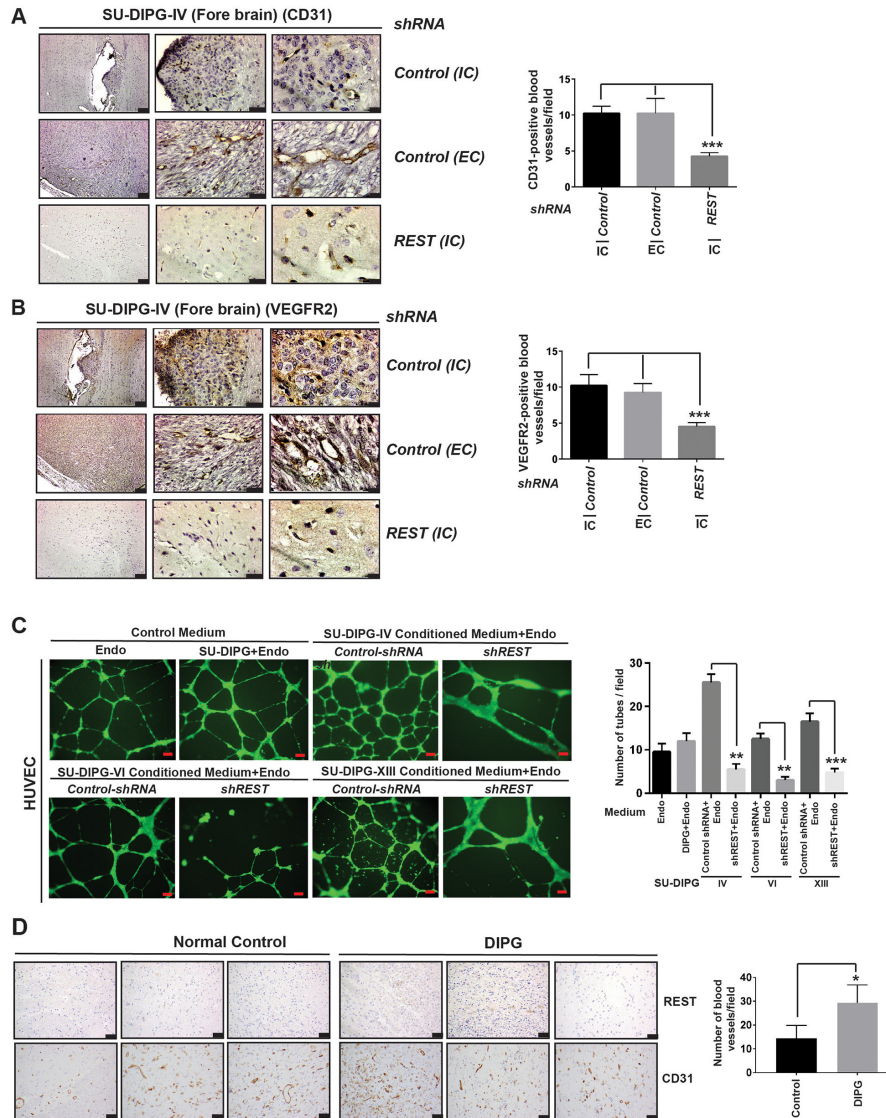 A
SU-DIPG-IV (Fore brain) (CD31)
shRNA
Control (IC)
Control (EC)
REST (IC)
CD31-positive blood
vessels/field
15
10
5
0
shRNA
Control
Control
REST
IC
EC
IC
***
B
SU-DIPG-IV (Fore brain) (VEGFR2)
shRNA
Control (IC)
Control (EC)
REST (IC)
VEGFR2-positive blood
vessels/field
15
10
5
0
shRNA
Control
Control
REST
IC
EC
IC
***
C
Control Medium
SU-DIPG-IV Conditioned Medium+Endo
Endo
SU-DIPG+Endo
Control-shRNA
shREST
HUVEC
SU-DIPG-VI Conditioned Medium+Endo
SU-DIPG-XIII Conditioned Medium+Endo
Control-shRNA
shREST
Control-shRNA
shREST
Number of tubes / field
30
20
10
0
**
**
***
Medium
Endo
DIPG+Endo
Control shRNA+
Endo
shREST+Endo
Control shRNA+
Endo
shREST+Endo
Control shRNA+
Endo
shREST+Endo
SU-DIPG
IV
VI
XIII
D
Normal Control
DIPG
REST
CD31
Number of blood
vessels/field
40
30
20
10
0
*
Control
DIPG